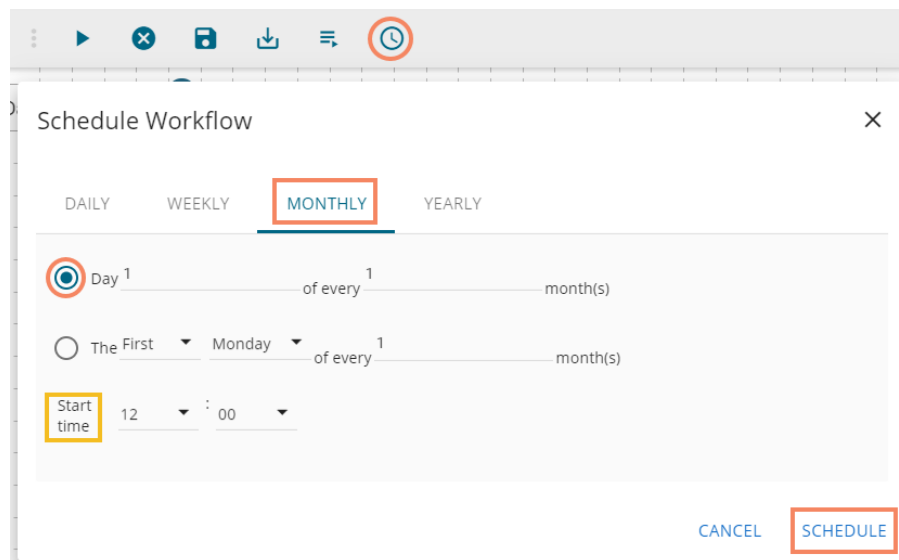 Schedule Workflow
DAILY WEEKLY MONTHLY YEARLY
Day 1 of every 1 month(s)
The First Monday of every 1 month(s)
Start time 12 : 00
CANCEL SCHEDULE